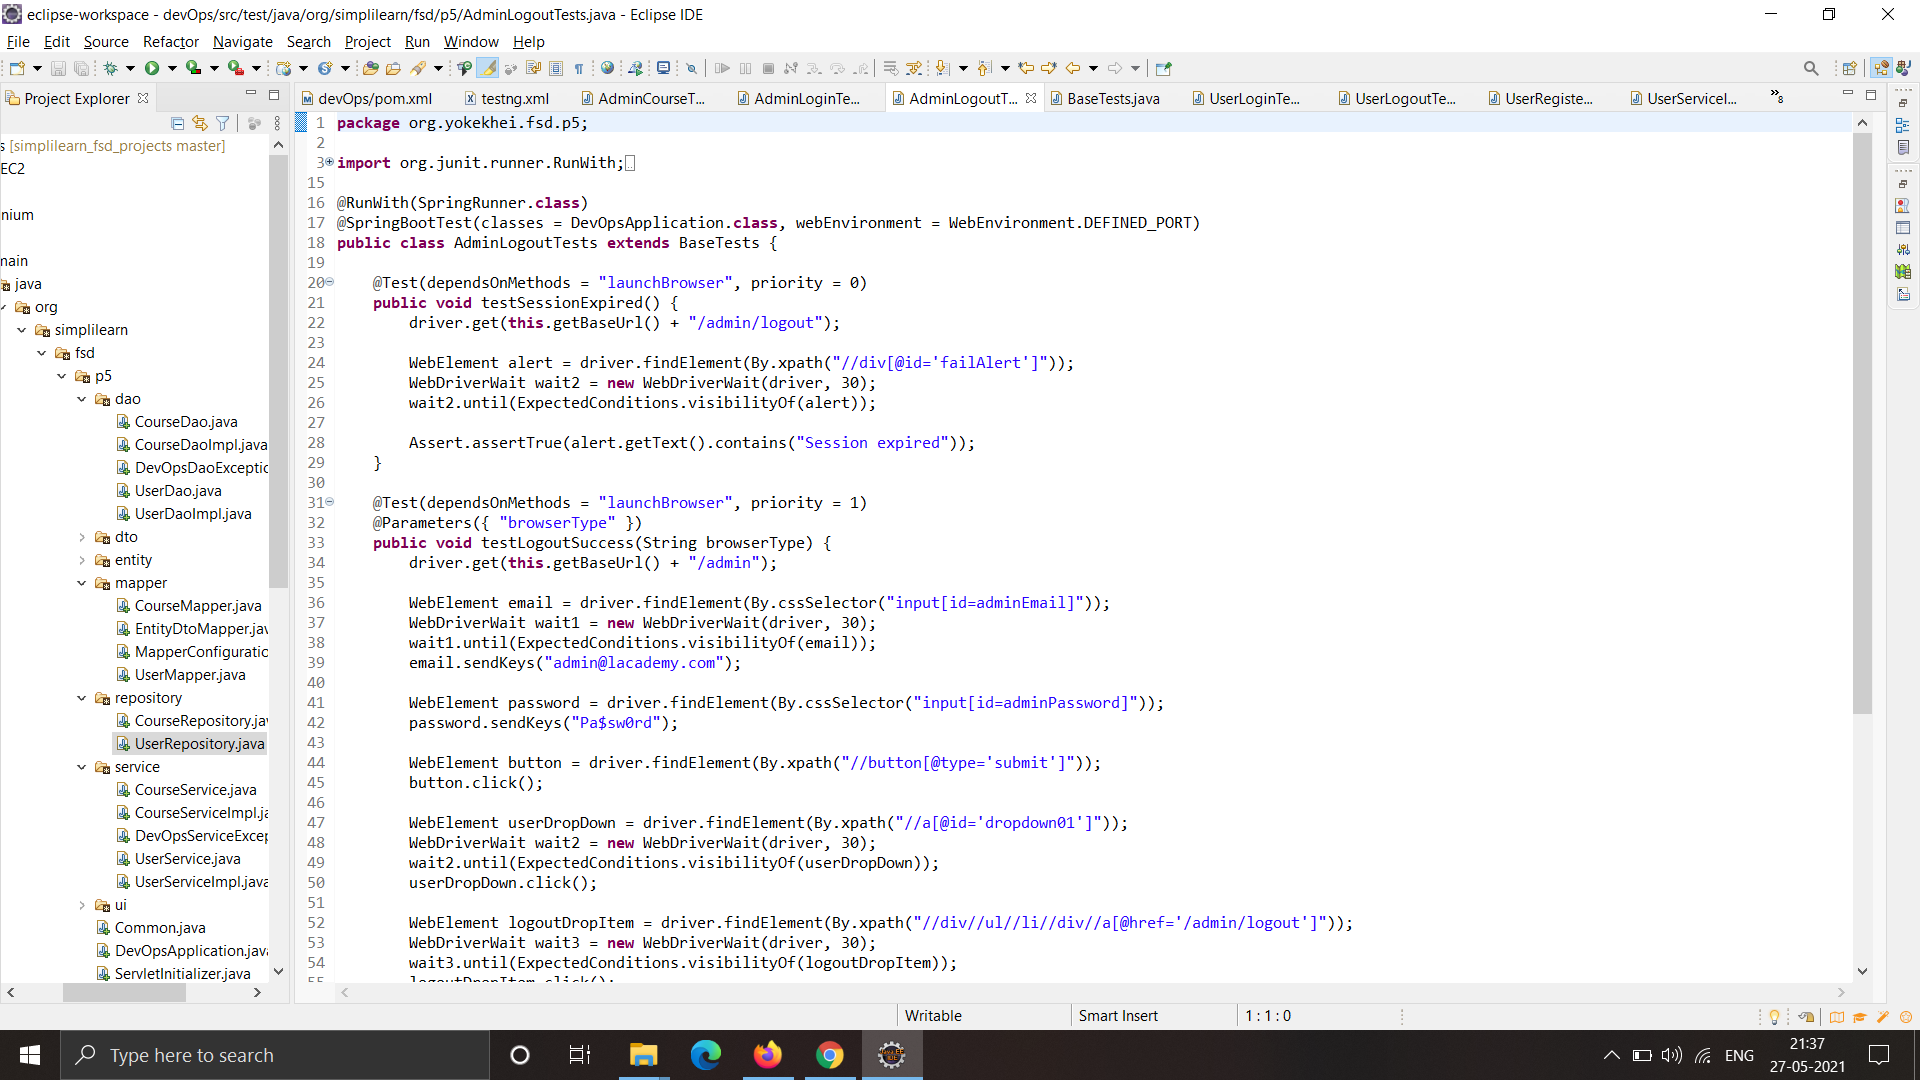 eclipse-workspace - devOps/src/test/java/org/simplilearn/fsd/p5/AdminLogoutTests.java - Eclipse IDE
File Edit Source Refactor Navigate Search Project Run Window Help
Project Explorer
devOps/pom.xml testng.xml AdminCourseT... AdminLoginTe... AdminLogoutT... BaseTests.java UserLoginTe... UserLogoutTe... UserRegiste... UserServiceI... »8
s [simplilearn_fsd_projects master]
EC2
nium
nain
java
org
simplilearn
fsd
p5
dao
CourseDao.java
CourseDaoImpl.java
DevOpsDaoExceptic
UserDao.java
UserDaoImpl.java
dto
entity
mapper
CourseMapper.java
EntityDtoMapper.jav
MapperConfiguratic
UserMapper.java
repository
CourseRepository.jav
UserRepository.java
service
CourseService.java
CourseServiceImpl.ja
DevOpsServiceExcep
UserService.java
UserServiceImpl.java
ui
Common.java
DevOpsApplication.java
ServletInitializer.java
1 package org.yokekhei.fsd.p5;
2
3 import org.junit.runner.RunWith;
15
16 @RunWith(SpringRunner.class)
17 @SpringBootTest(classes = DevOpsApplication.class, webEnvironment = WebEnvironment.DEFINED_PORT)
18 public class AdminLogoutTests extends BaseTests {
19
20 @Test(dependsOnMethods = "launchBrowser", priority = 0)
21 public void testSessionExpired() {
22 driver.get(this.getBaseUrl() + "/admin/logout");
23
24 WebElement alert = driver.findElement(By.xpath("//div[@id='failAlert']"));
25 WebDriverWait wait2 = new WebDriverWait(driver, 30);
26 wait2.until(ExpectedConditions.visibilityOf(alert));
27
28 Assert.assertTrue(alert.getText().contains("Session expired"));
29 }
30
31 @Test(dependsOnMethods = "launchBrowser", priority = 1)
32 @Parameters({ "browserType" })
33 public void testLogoutSuccess(String browserType) {
34 driver.get(this.getBaseUrl() + "/admin");
35
36 WebElement email = driver.findElement(By.cssSelector("input[id=adminEmail]"));
37 WebDriverWait wait1 = new WebDriverWait(driver, 30);
38 wait1.until(ExpectedConditions.visibilityOf(email));
39 email.sendKeys("admin@lacademy.com");
40
41 WebElement password = driver.findElement(By.cssSelector("input[id=adminPassword]"));
42 password.sendKeys("Pa$sw0rd");
43
44 WebElement button = driver.findElement(By.xpath("//button[@type='submit']"));
45 button.click();
46
47 WebElement userDropDown = driver.findElement(By.xpath("//a[@id='dropdown01']"));
48 WebDriverWait wait2 = new WebDriverWait(driver, 30);
49 wait2.until(ExpectedConditions.visibilityOf(userDropDown));
50 userDropDown.click();
51
52 WebElement logoutDropItem = driver.findElement(By.xpath("//div//ul//li//div//a[@href='/admin/logout']"));
53 WebDriverWait wait3 = new WebDriverWait(driver, 30);
54 wait3.until(ExpectedConditions.visibilityOf(logoutDropItem));
55 logoutDropItem.click();
Writable Smart Insert 1 : 1 : 0
Type here to search
ENG
21:37
27-05-2021